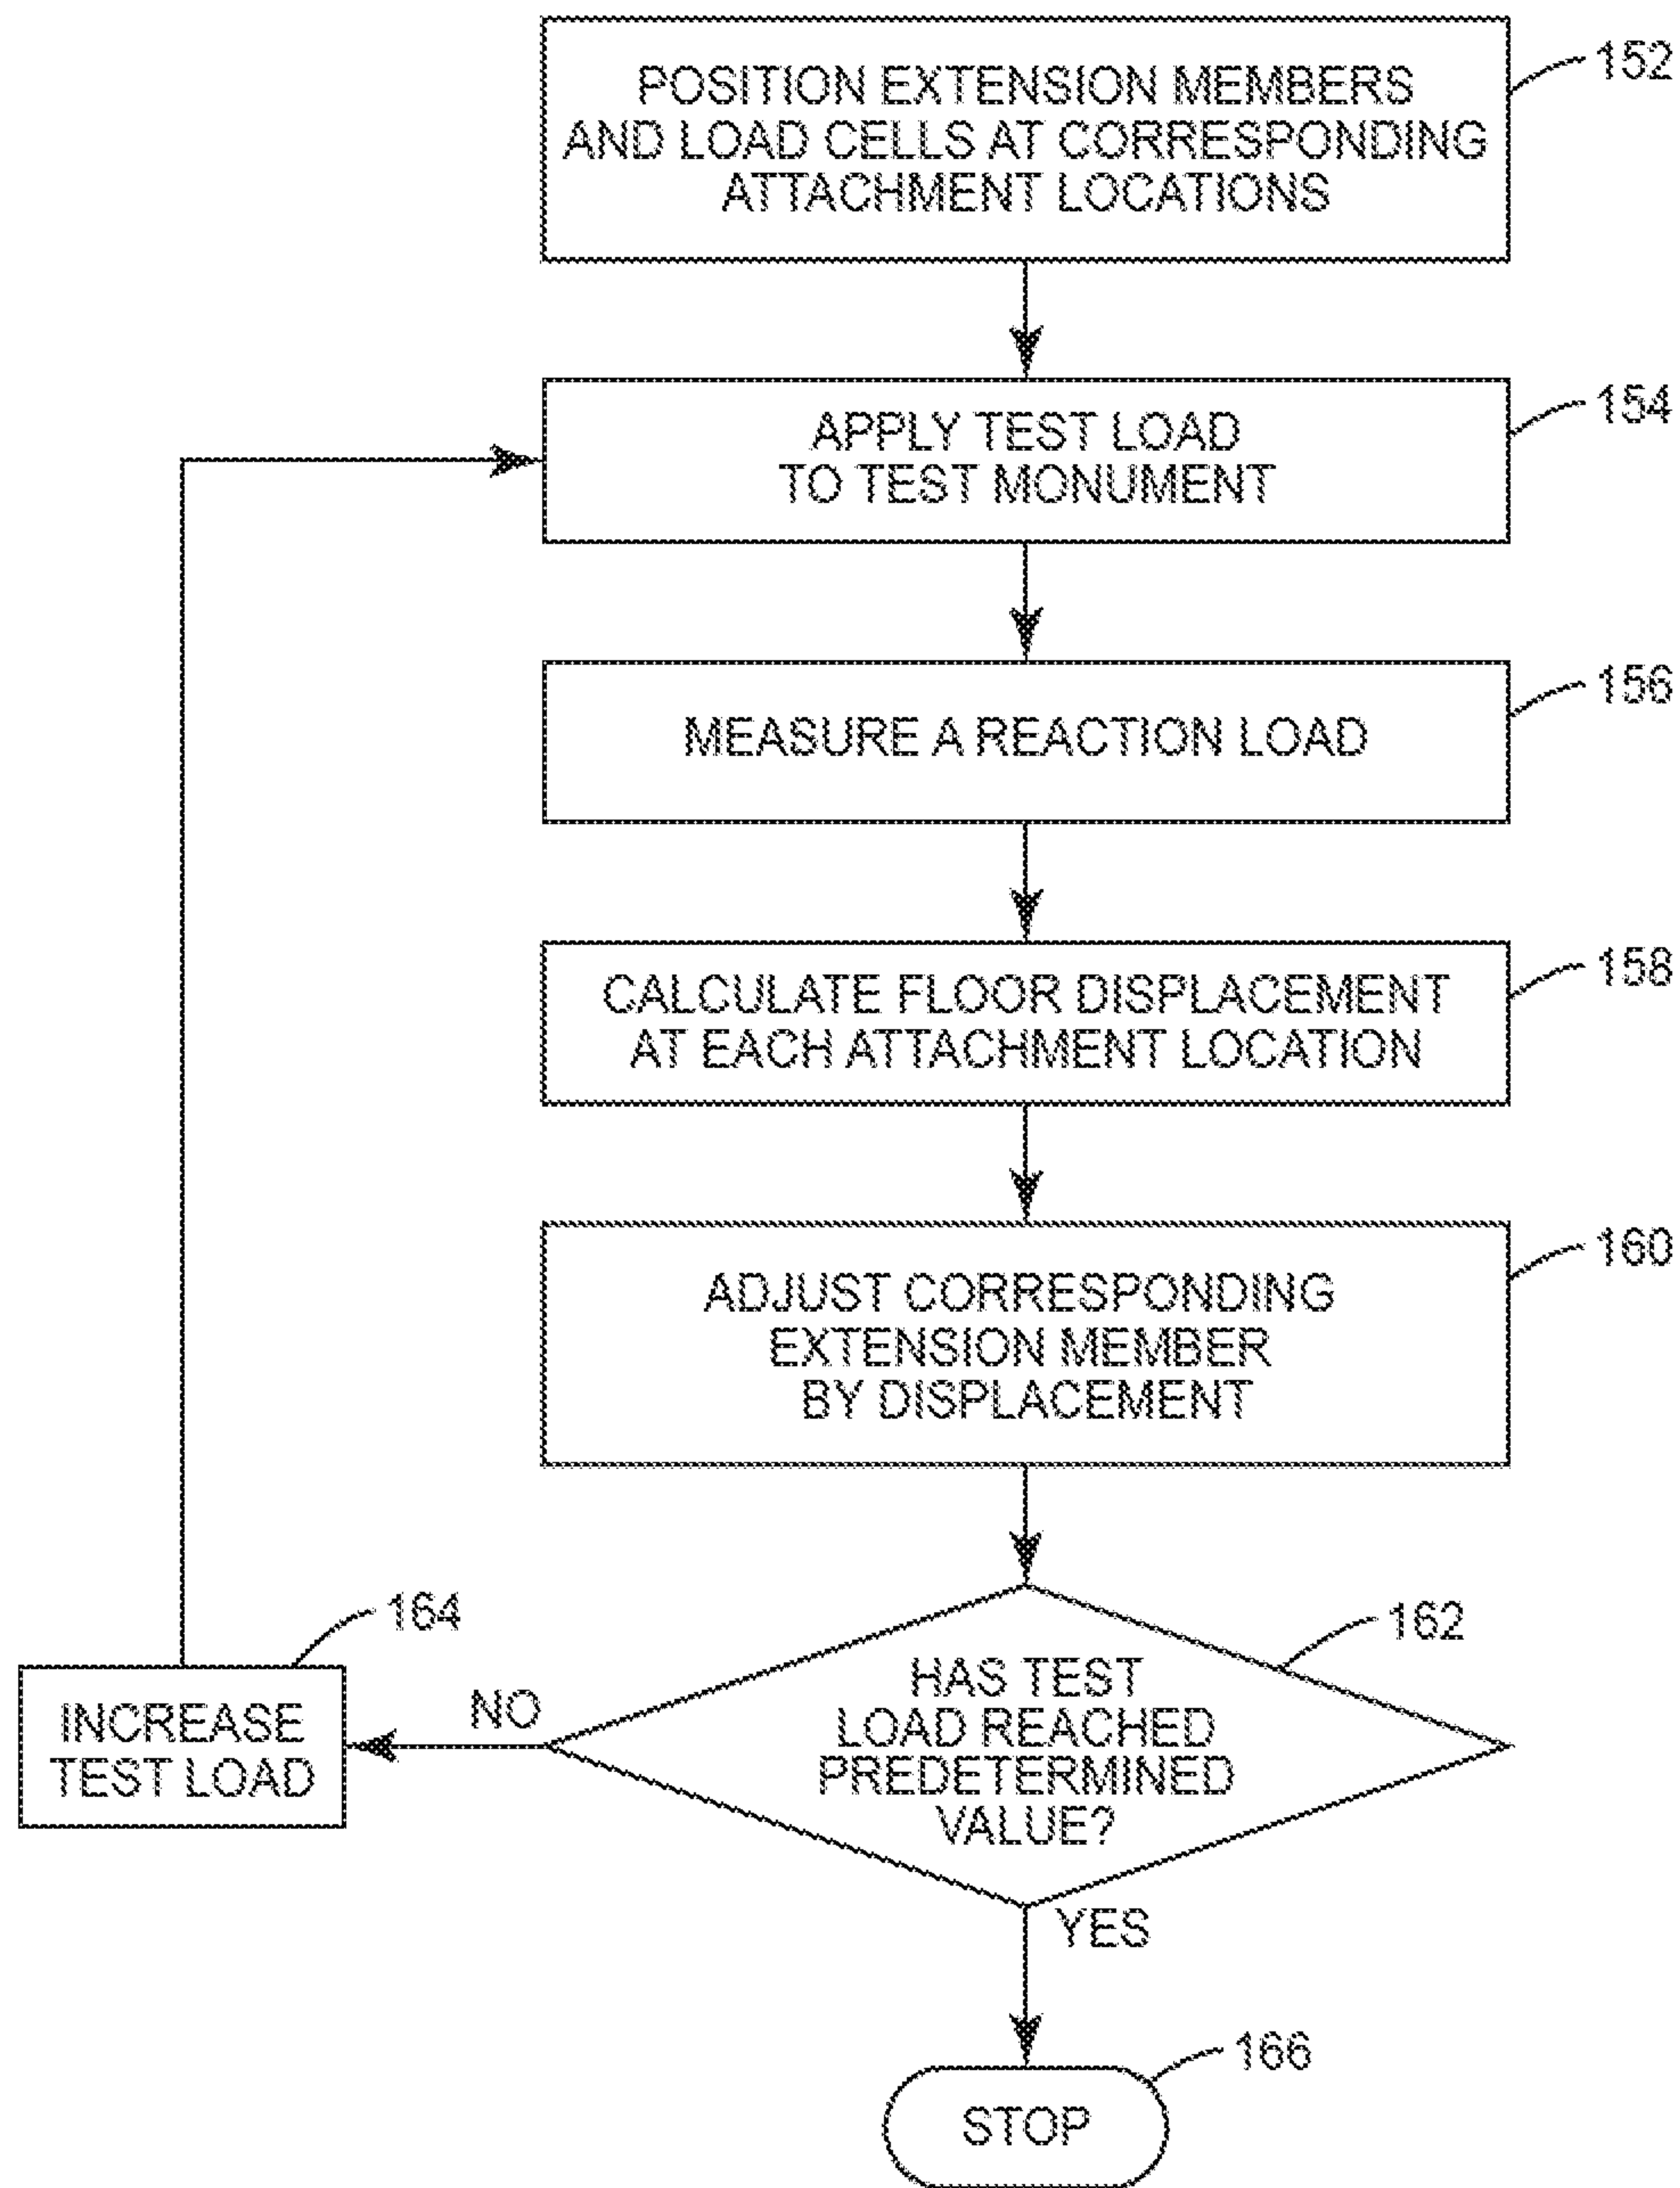 POSITION EXTENSION MEMBERS
AND LOAD CELLS AT CORRESPONDING
ATTACHMENT LOCATIONS
152
APPLY TEST LOAD
TO TEST MONUMENT
154
MEASURE A REACTION LOAD
156
CALCULATE FLOOR DISPLACEMENT
AT EACH ATTACHMENT LOCATION
158
ADJUST CORRESPONDING
EXTENSION MEMBER
BY DISPLACEMENT
160
HAS TEST
LOAD REACHED
PREDETERMINED
VALUE?
162
NO
INCREASE
TEST LOAD
164
YES
STOP
166